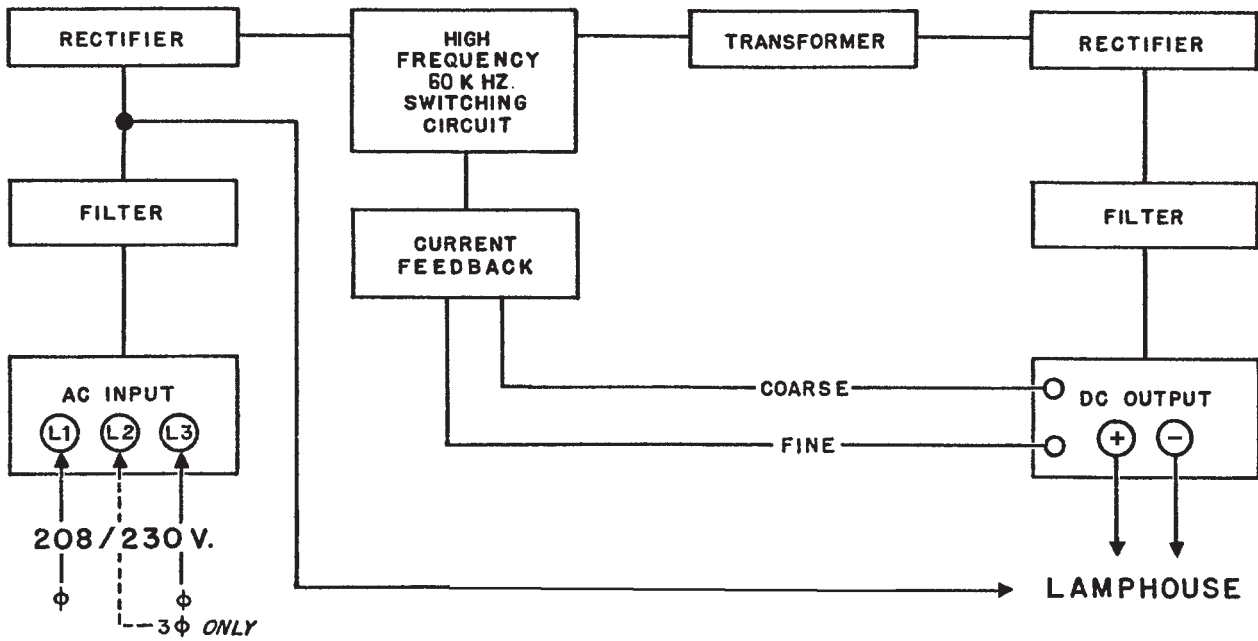 RECTIFIER
HIGH
FREQUENCY
60 K HZ.
SWITCHING
CIRCUIT
TRANSFORMER
RECTIFIER
FILTER
CURRENT
FEEDBACK
FILTER
AC INPUT
L1 L2 L3
COARSE
FINE
DC OUTPUT
+ −
208/230 V.
ϕ ϕ
3ϕ ONLY
LAMPHOUSE